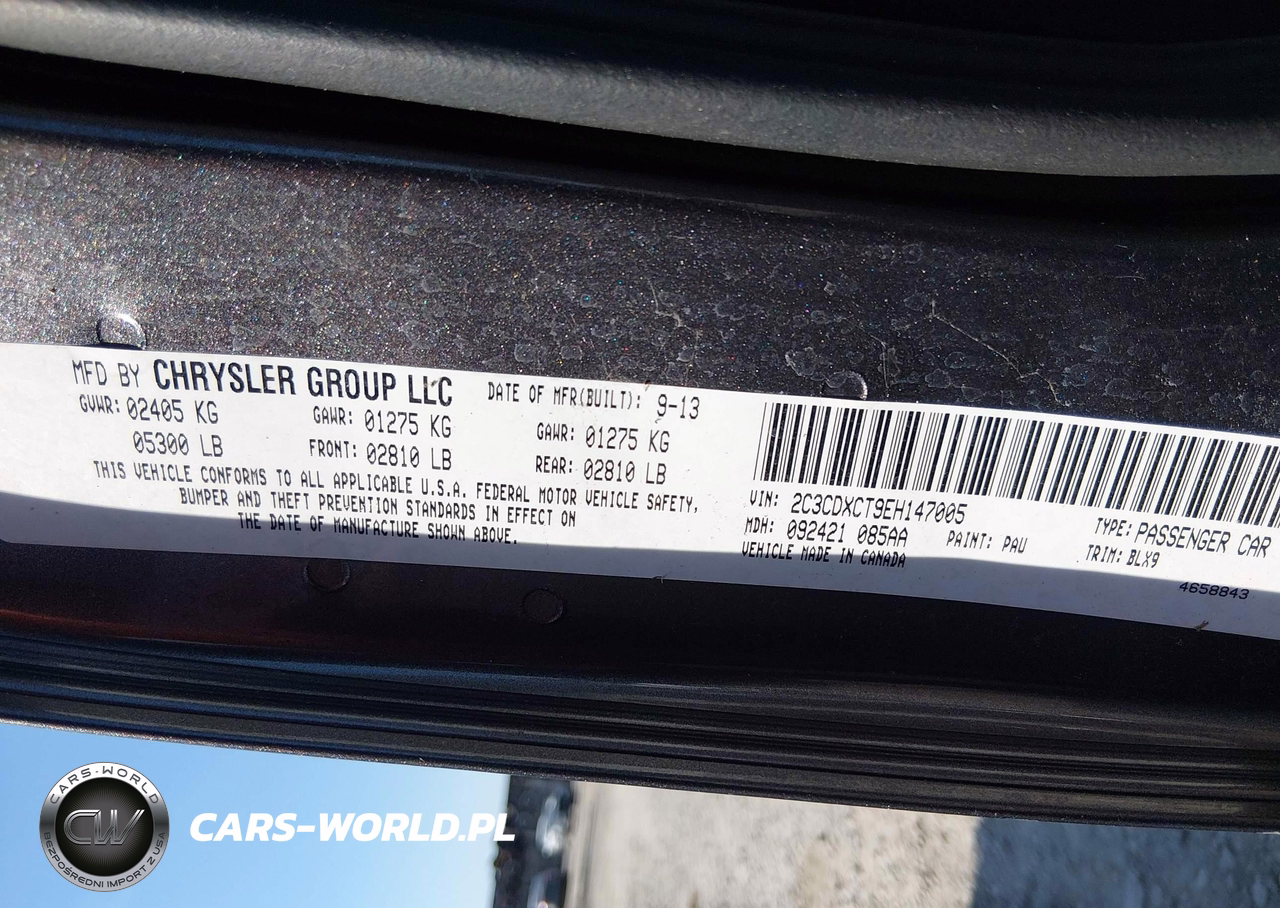 MFD BY CHRYSLER GROUP LLC
DATE OF MFR(BUILT): 9-13
GVWR: 02405 KG
GAWR: 01275 KG
GAWR: 01275 KG
05300 LB
FRONT: 02810 LB
REAR: 02810 LB
THIS VEHICLE CONFORMS TO ALL APPLICABLE U.S.A. FEDERAL MOTOR VEHICLE SAFETY,
BUMPER AND THEFT PREVENTION STANDARDS IN EFFECT ON
THE DATE OF MANUFACTURE SHOWN ABOVE.
VIN: 2C3CDXCT9EH147005
TYPE: PASSENGER CAR
MDH: 092421 085AA
PAINT: PAU
TRIM: BLX9
VEHICLE MADE IN CANADA
4658843
CARS-WORLD
CW
BEZPOŚREDNI IMPORT Z USA
CARS-WORLD.PL